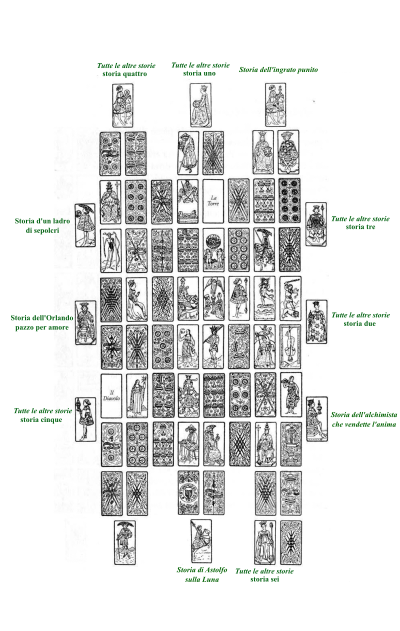 Tutte le altre storie
storia quattro
Tutte le altre storie
storia uno
Storia dell'ingrato punito
La
Torre
Storia d'un ladro
di sepolcri
Tutte le altre storie
storia tre
Storia dell'Orlando
pazzo per amore
Tutte le altre storie
storia due
Il
Diavolo
Tutte le altre storie
storia cinque
Storia dell'alchimista
che vendette l'anima
Storia di Astolfo
sulla Luna
Tutte le altre storie
storia sei